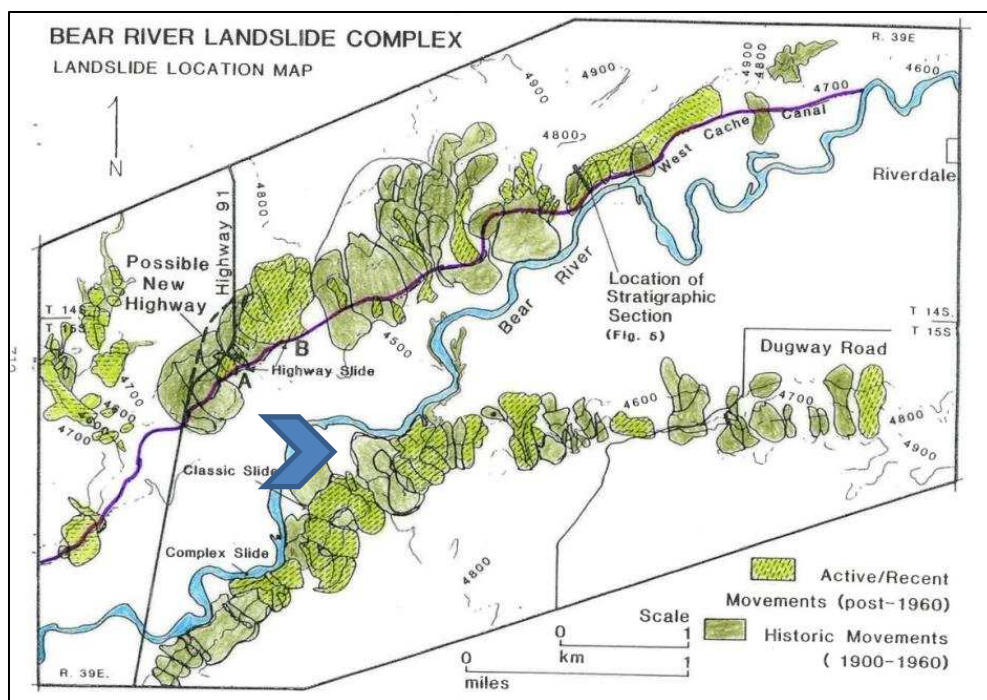 BEAR RIVER LANDSLIDE COMPLEX
LANDSLIDE LOCATION MAP
N
R. 39E
4600
4900
4800
4900
4900
4700
4800
West Cache Canal
Riverdale
4800
Highway 91
Possible
New
Highway
T 14S
T 15S
Bear River
Location of
Stratigraphic
Section
(Fig. 5)
T 14S.
T 15S
B
4500
A
Highway Slide
Dugway Road
4700
4800
4700
4600
4700
4800
4900
Classic Slide
Complex Slide
4800
Active/Recent
Movements (post-1960)
Scale
0 1
km
Historic Movements
( 1900-1960)
0 1
miles
R. 39E.